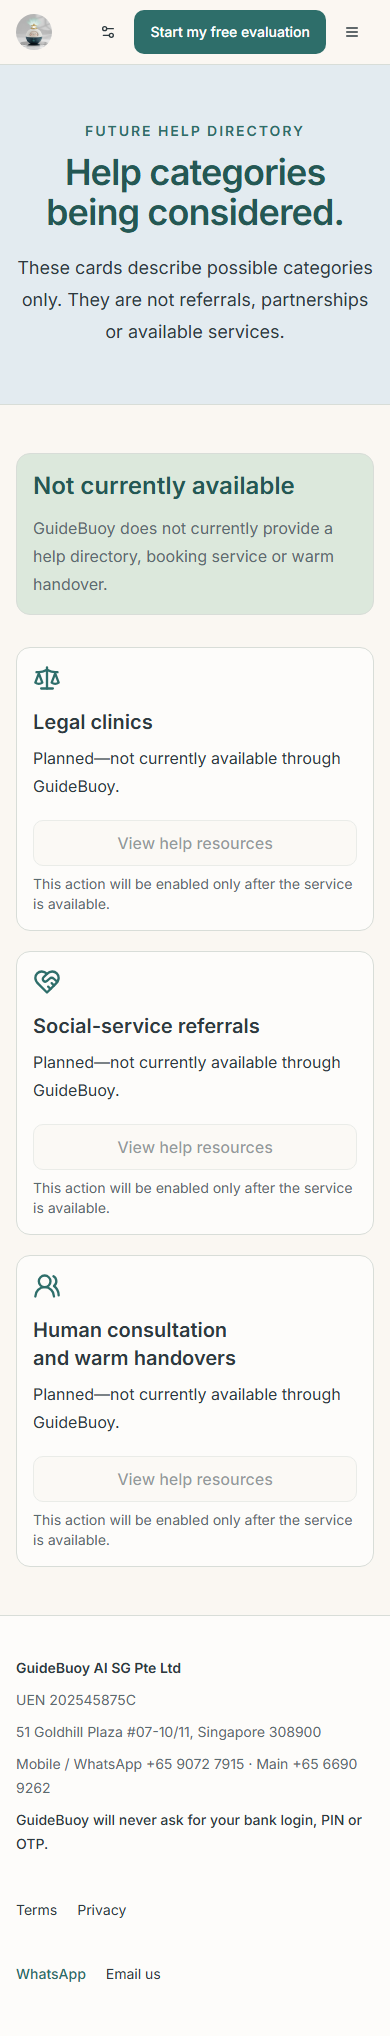 Start my free evaluation
FUTURE HELP DIRECTORY
Help categories
being considered.
These cards describe possible categories
only. They are not referrals, partnerships
or available services.
Not currently available
GuideBuoy does not currently provide a
help directory, booking service or warm
handover.
Legal clinics
Planned—not currently available through
GuideBuoy.
View help resources
This action will be enabled only after the service
is available.
Social-service referrals
Planned—not currently available through
GuideBuoy.
View help resources
This action will be enabled only after the service
is available.
Human consultation
and warm handovers
Planned—not currently available through
GuideBuoy.
View help resources
This action will be enabled only after the service
is available.
GuideBuoy AI SG Pte Ltd
UEN 202545875C
51 Goldhill Plaza #07-10/11, Singapore 308900
Mobile / WhatsApp +65 9072 7915 · Main +65 6690
9262
GuideBuoy will never ask for your bank login, PIN or
OTP.
Terms Privacy
WhatsApp Email us